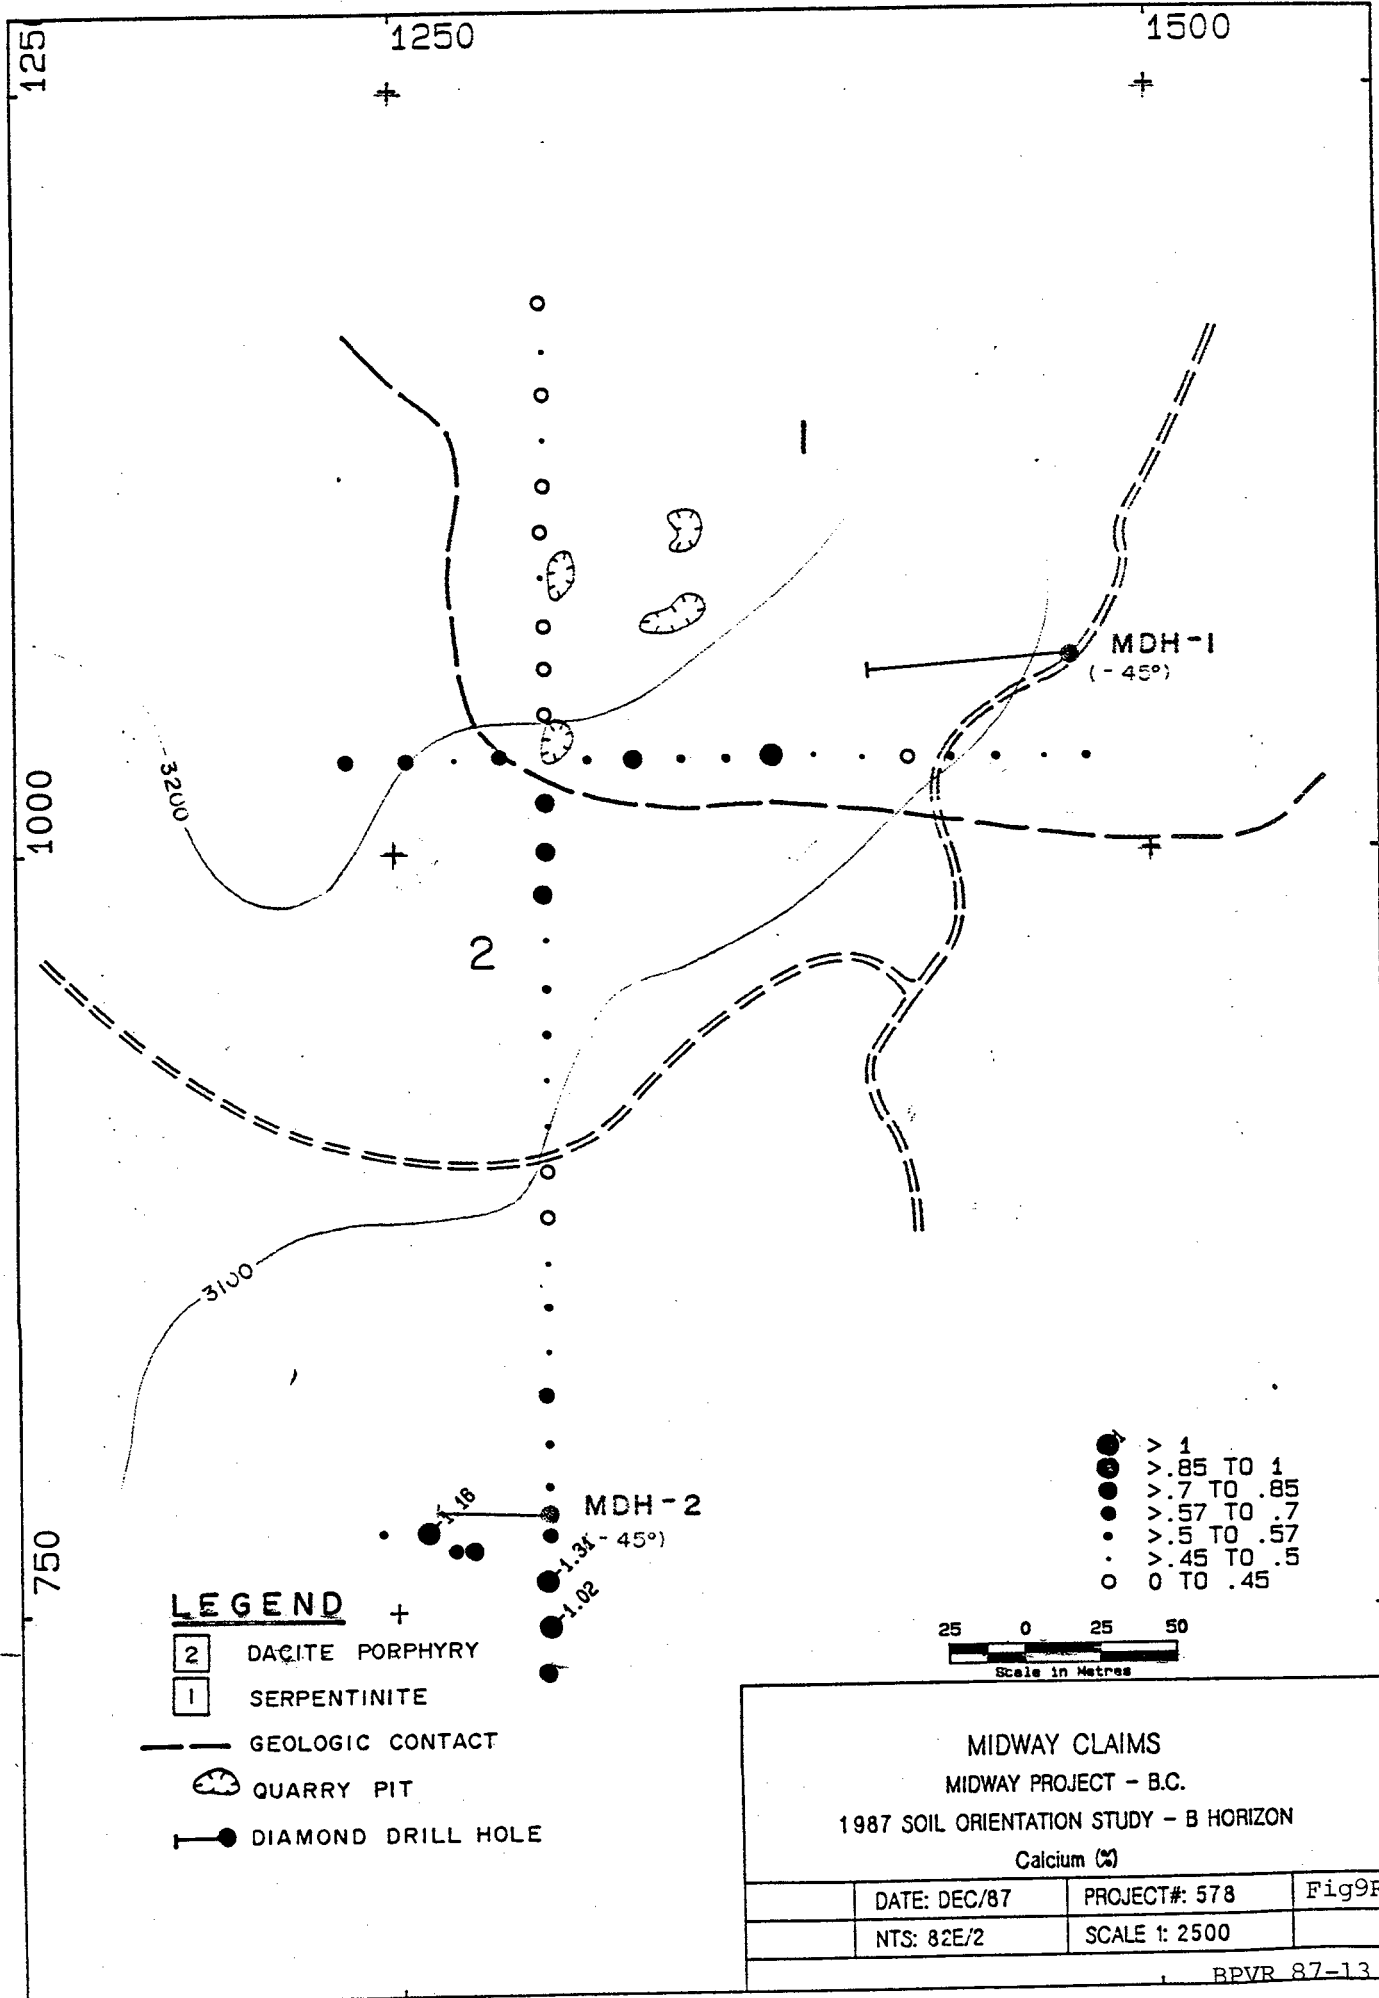 125
1250
1500
1
MDH-1
(-45°)
3200
1000
2
3100
> 1
>.85 TO 1
>.7 TO .85
>.57 TO .7
>.5 TO .57
>.45 TO .5
0 TO .45
1.16
MDH-2
(-45°)
1.34
1.02
750
LEGEND
2 DACITE PORPHYRY
1 SERPENTINITE
GEOLOGIC CONTACT
QUARRY PIT
DIAMOND DRILL HOLE
25 0 25 50
Scale in Metres
MIDWAY CLAIMS
MIDWAY PROJECT - B.C.
1987 SOIL ORIENTATION STUDY - B HORIZON
Calcium (%)
DATE: DEC/87 PROJECT#: 578 Fig9F
NTS: 82E/2 SCALE 1: 2500
BPVR 87-13